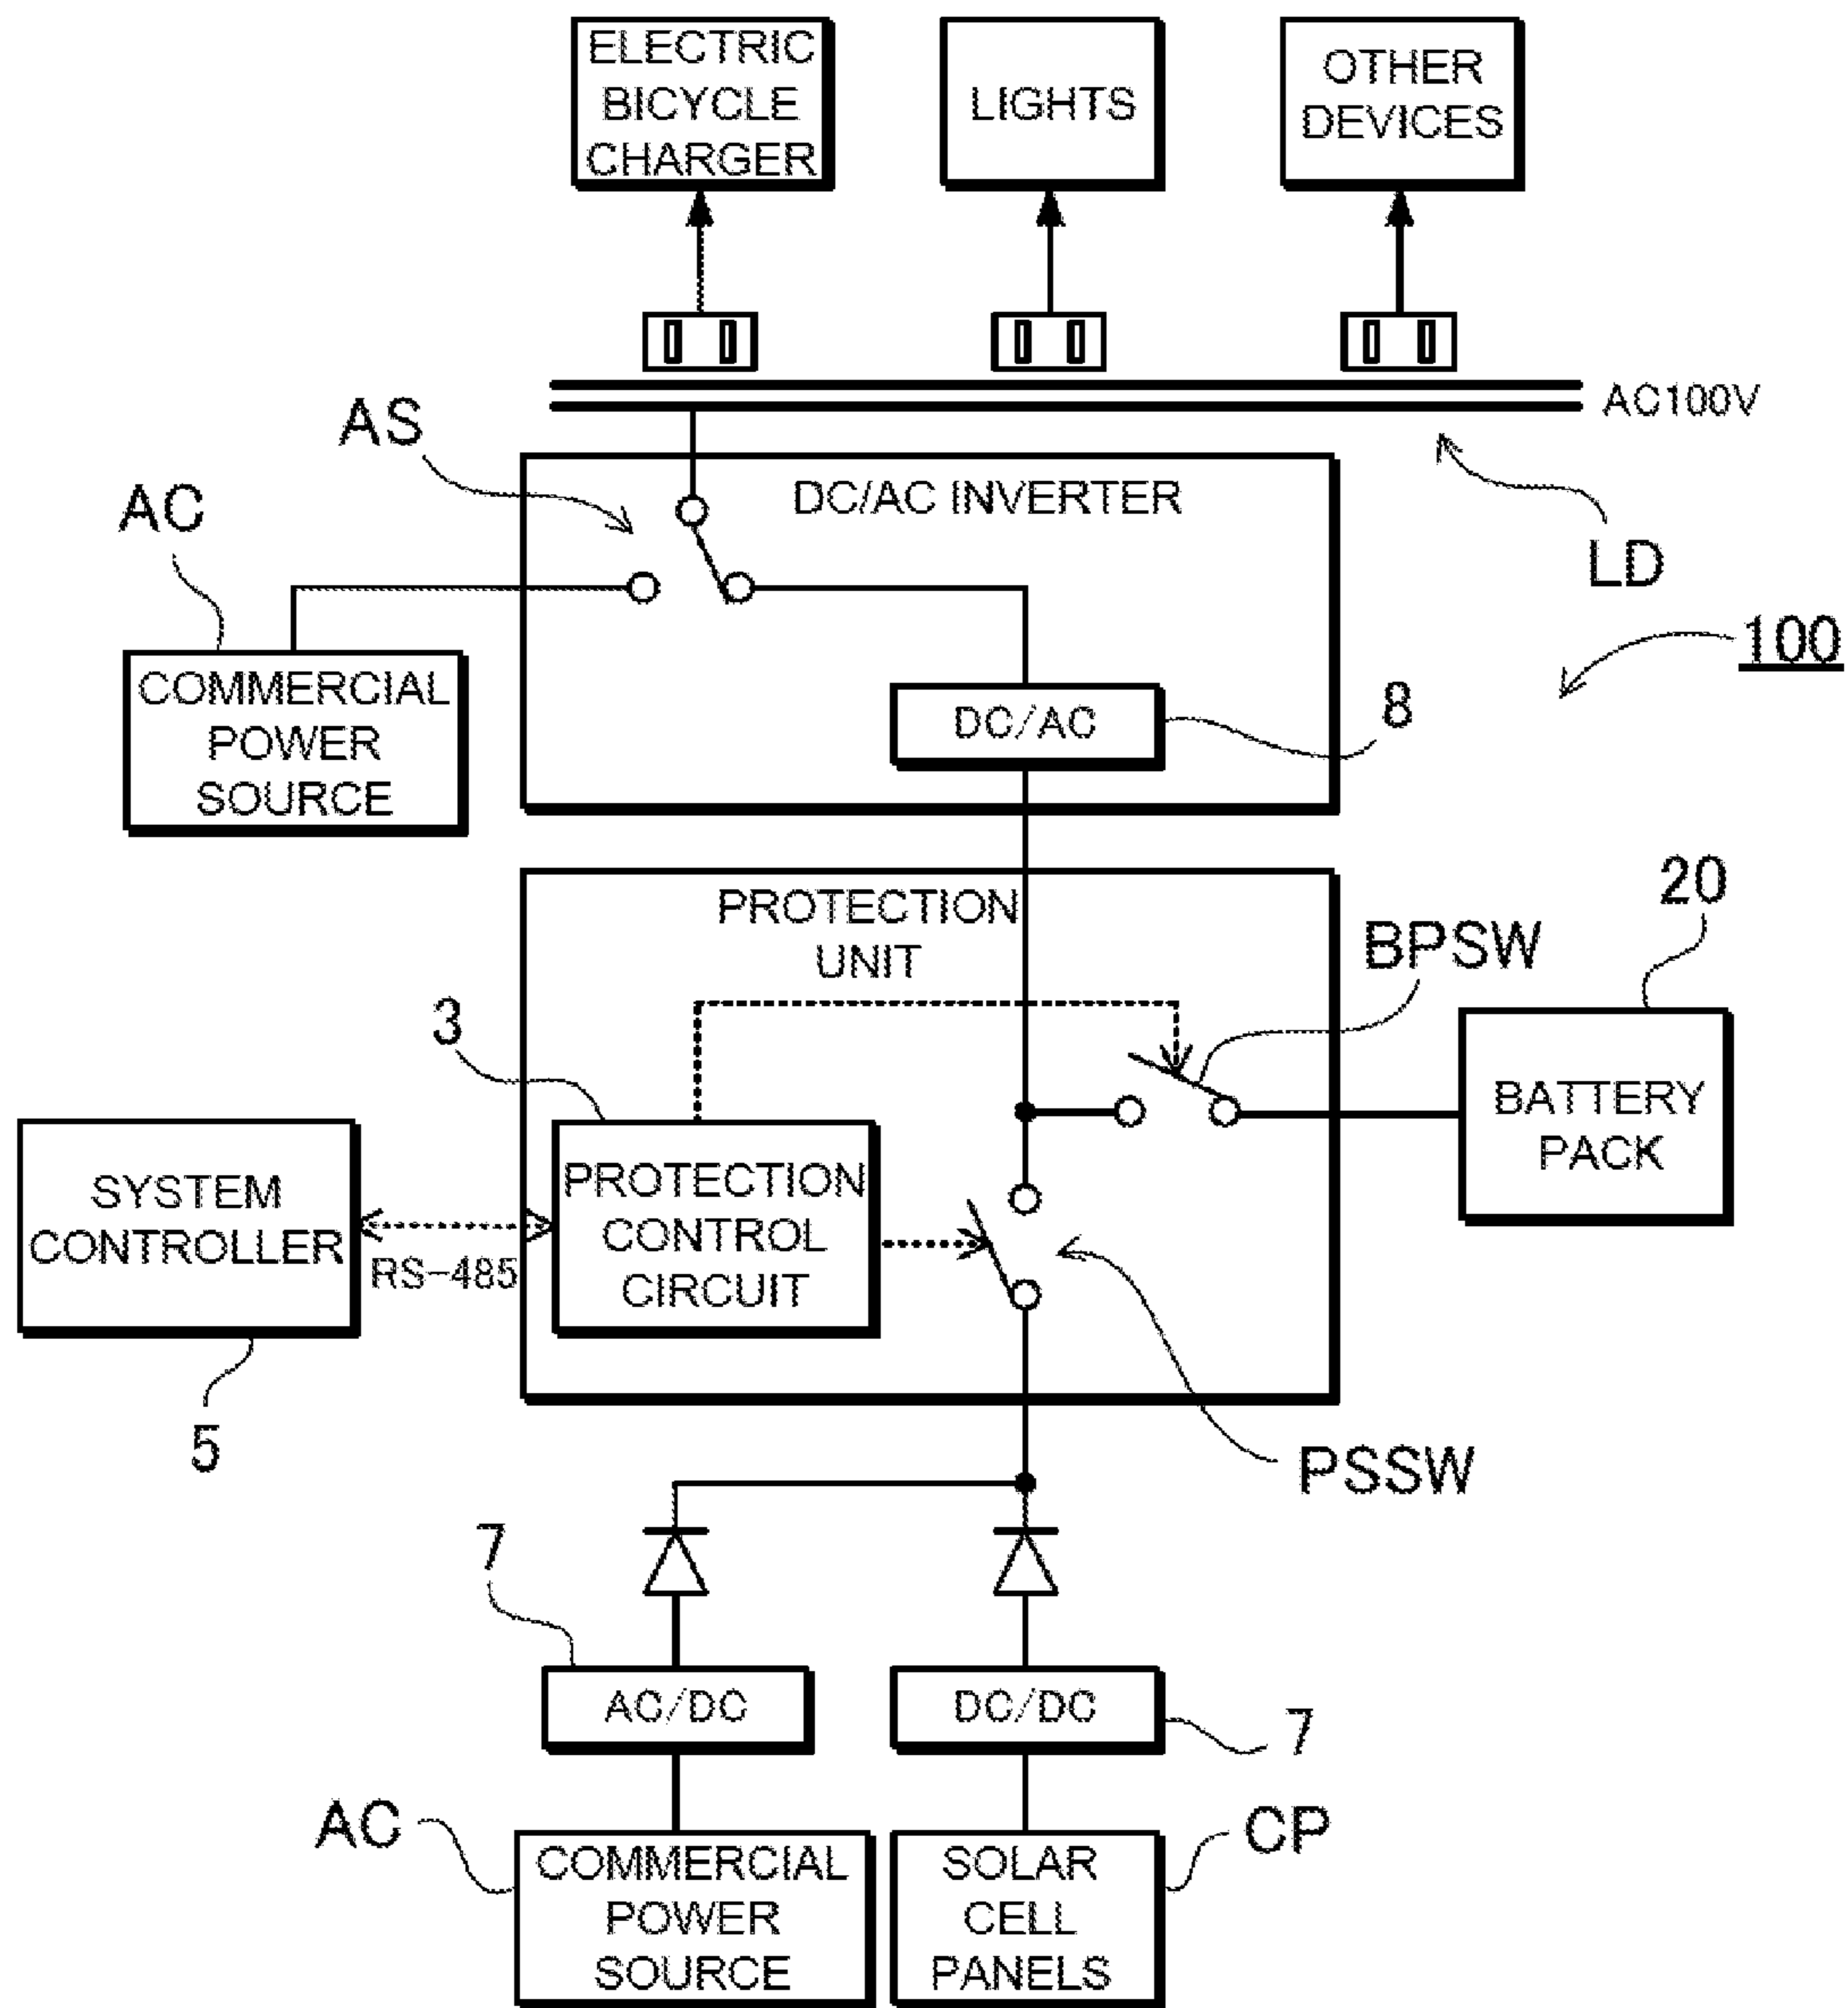 ELECTRIC
BICYCLE
CHARGER
LIGHTS
OTHER
DEVICES
AC100V
AS
LD
DC/AC INVERTER
AC
100
COMMERCIAL
POWER
SOURCE
DC/AC
8
PROTECTION
UNIT
20
BPSW
3
BATTERY
PACK
SYSTEM
CONTROLLER
RS-485
PROTECTION
CONTROL
CIRCUIT
5
PSSW
7
AC/DC
DC/DC
7
AC
COMMERCIAL
POWER
SOURCE
SOLAR
CELL
PANELS
CP